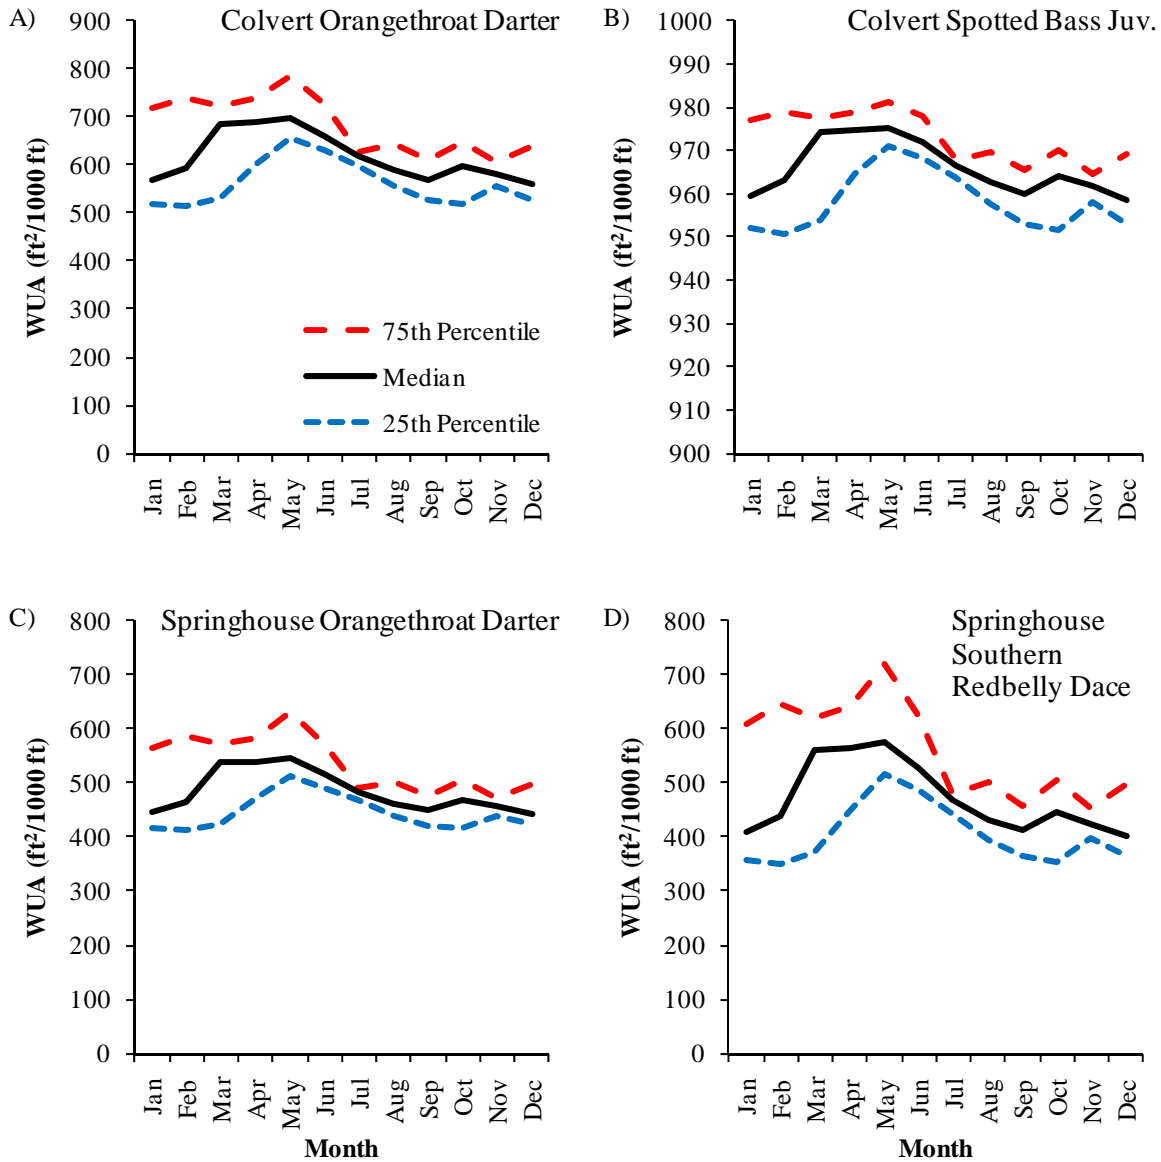 A)
Colvert Orangethroat Darter
WUA (ft²/1000 ft)
900
800
700
600
500
400
300
200
100
0
75th Percentile
Median
25th Percentile
Jan
Feb
Mar
Apr
May
Jun
Jul
Aug
Sep
Oct
Nov
Dec
B)
Colvert Spotted Bass Juv.
WUA (ft²/1000 ft)
1000
990
980
970
960
950
940
930
920
910
900
Jan
Feb
Mar
Apr
May
Jun
Jul
Aug
Sep
Oct
Nov
Dec
C)
Springhouse Orangethroat Darter
WUA (ft²/1000 ft)
800
700
600
500
400
300
200
100
0
Jan
Feb
Mar
Apr
May
Jun
Jul
Aug
Sep
Oct
Nov
Dec
Month
D)
Springhouse
Southern
Redbelly Dace
WUA (ft²/1000 ft)
800
700
600
500
400
300
200
100
0
Jan
Feb
Mar
Apr
May
Jun
Jul
Aug
Sep
Oct
Nov
Dec
Month